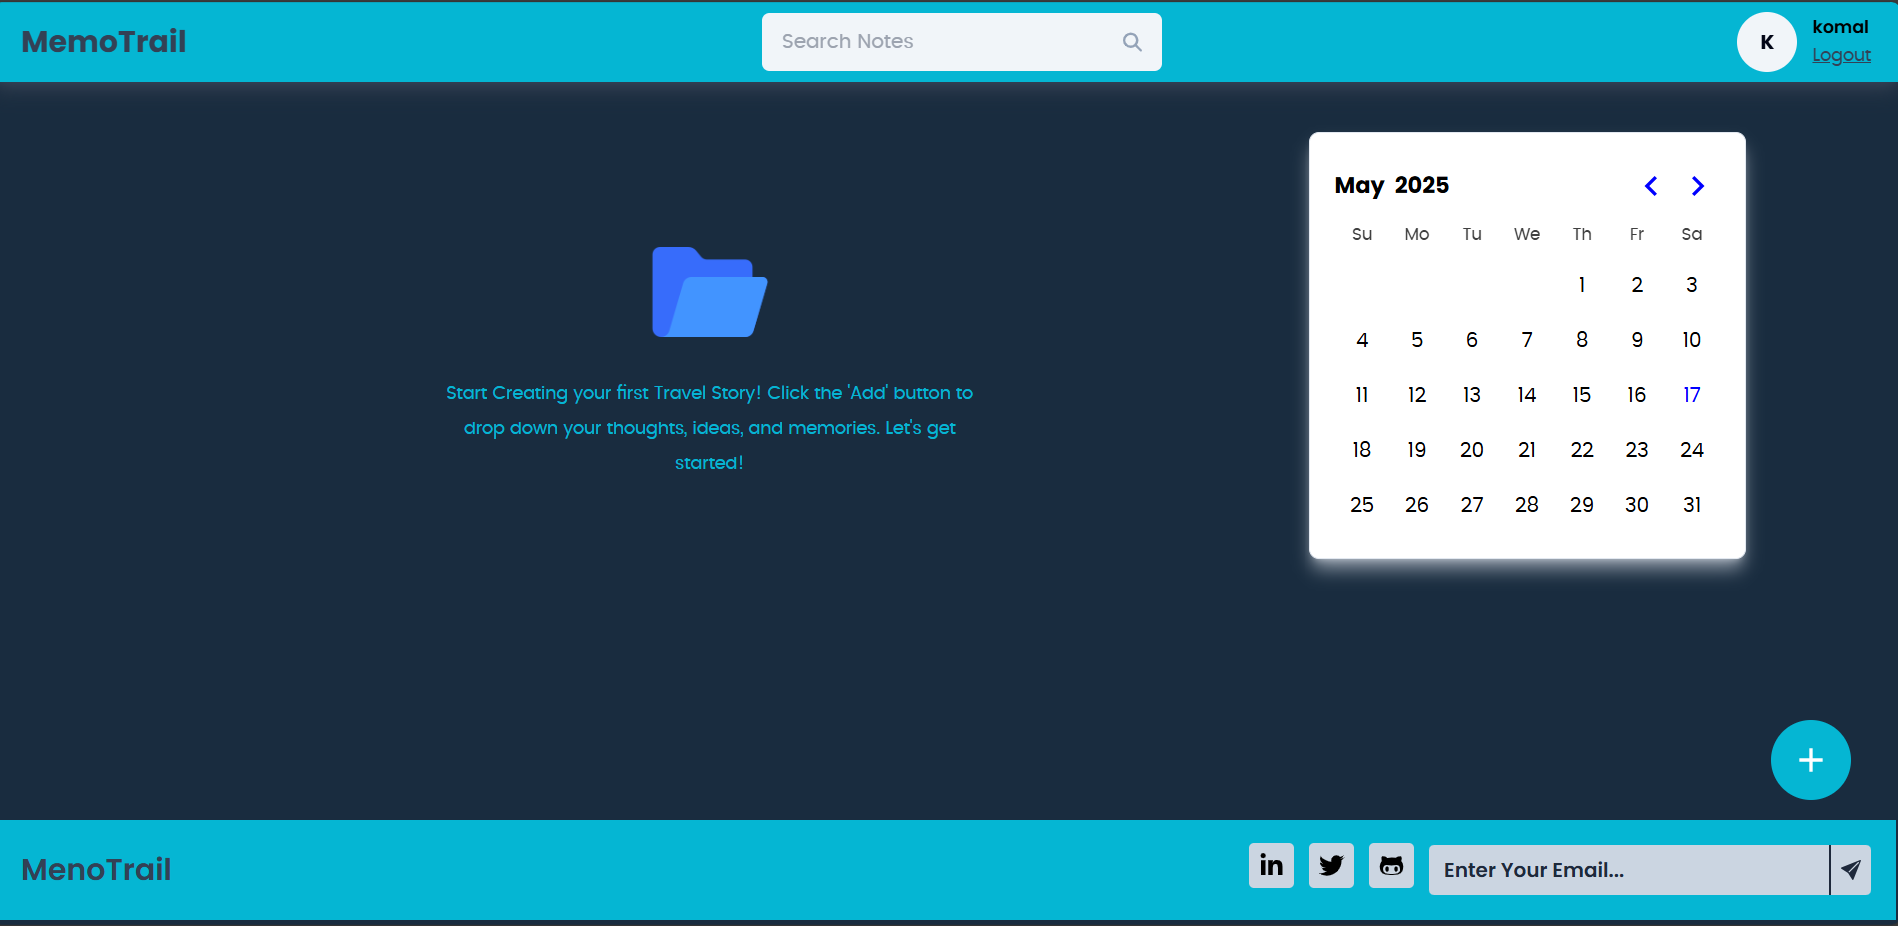 MemoTrail
Search Notes
K
komal
Logout
Start Creating your first Travel Story! Click the 'Add' button to
drop down your thoughts, ideas, and memories. Let's get
started!
May 2025
Su Mo Tu We Th Fr Sa
1 2 3
4 5 6 7 8 9 10
11 12 13 14 15 16 17
18 19 20 21 22 23 24
25 26 27 28 29 30 31
+
MenoTrail
in
Enter Your Email...